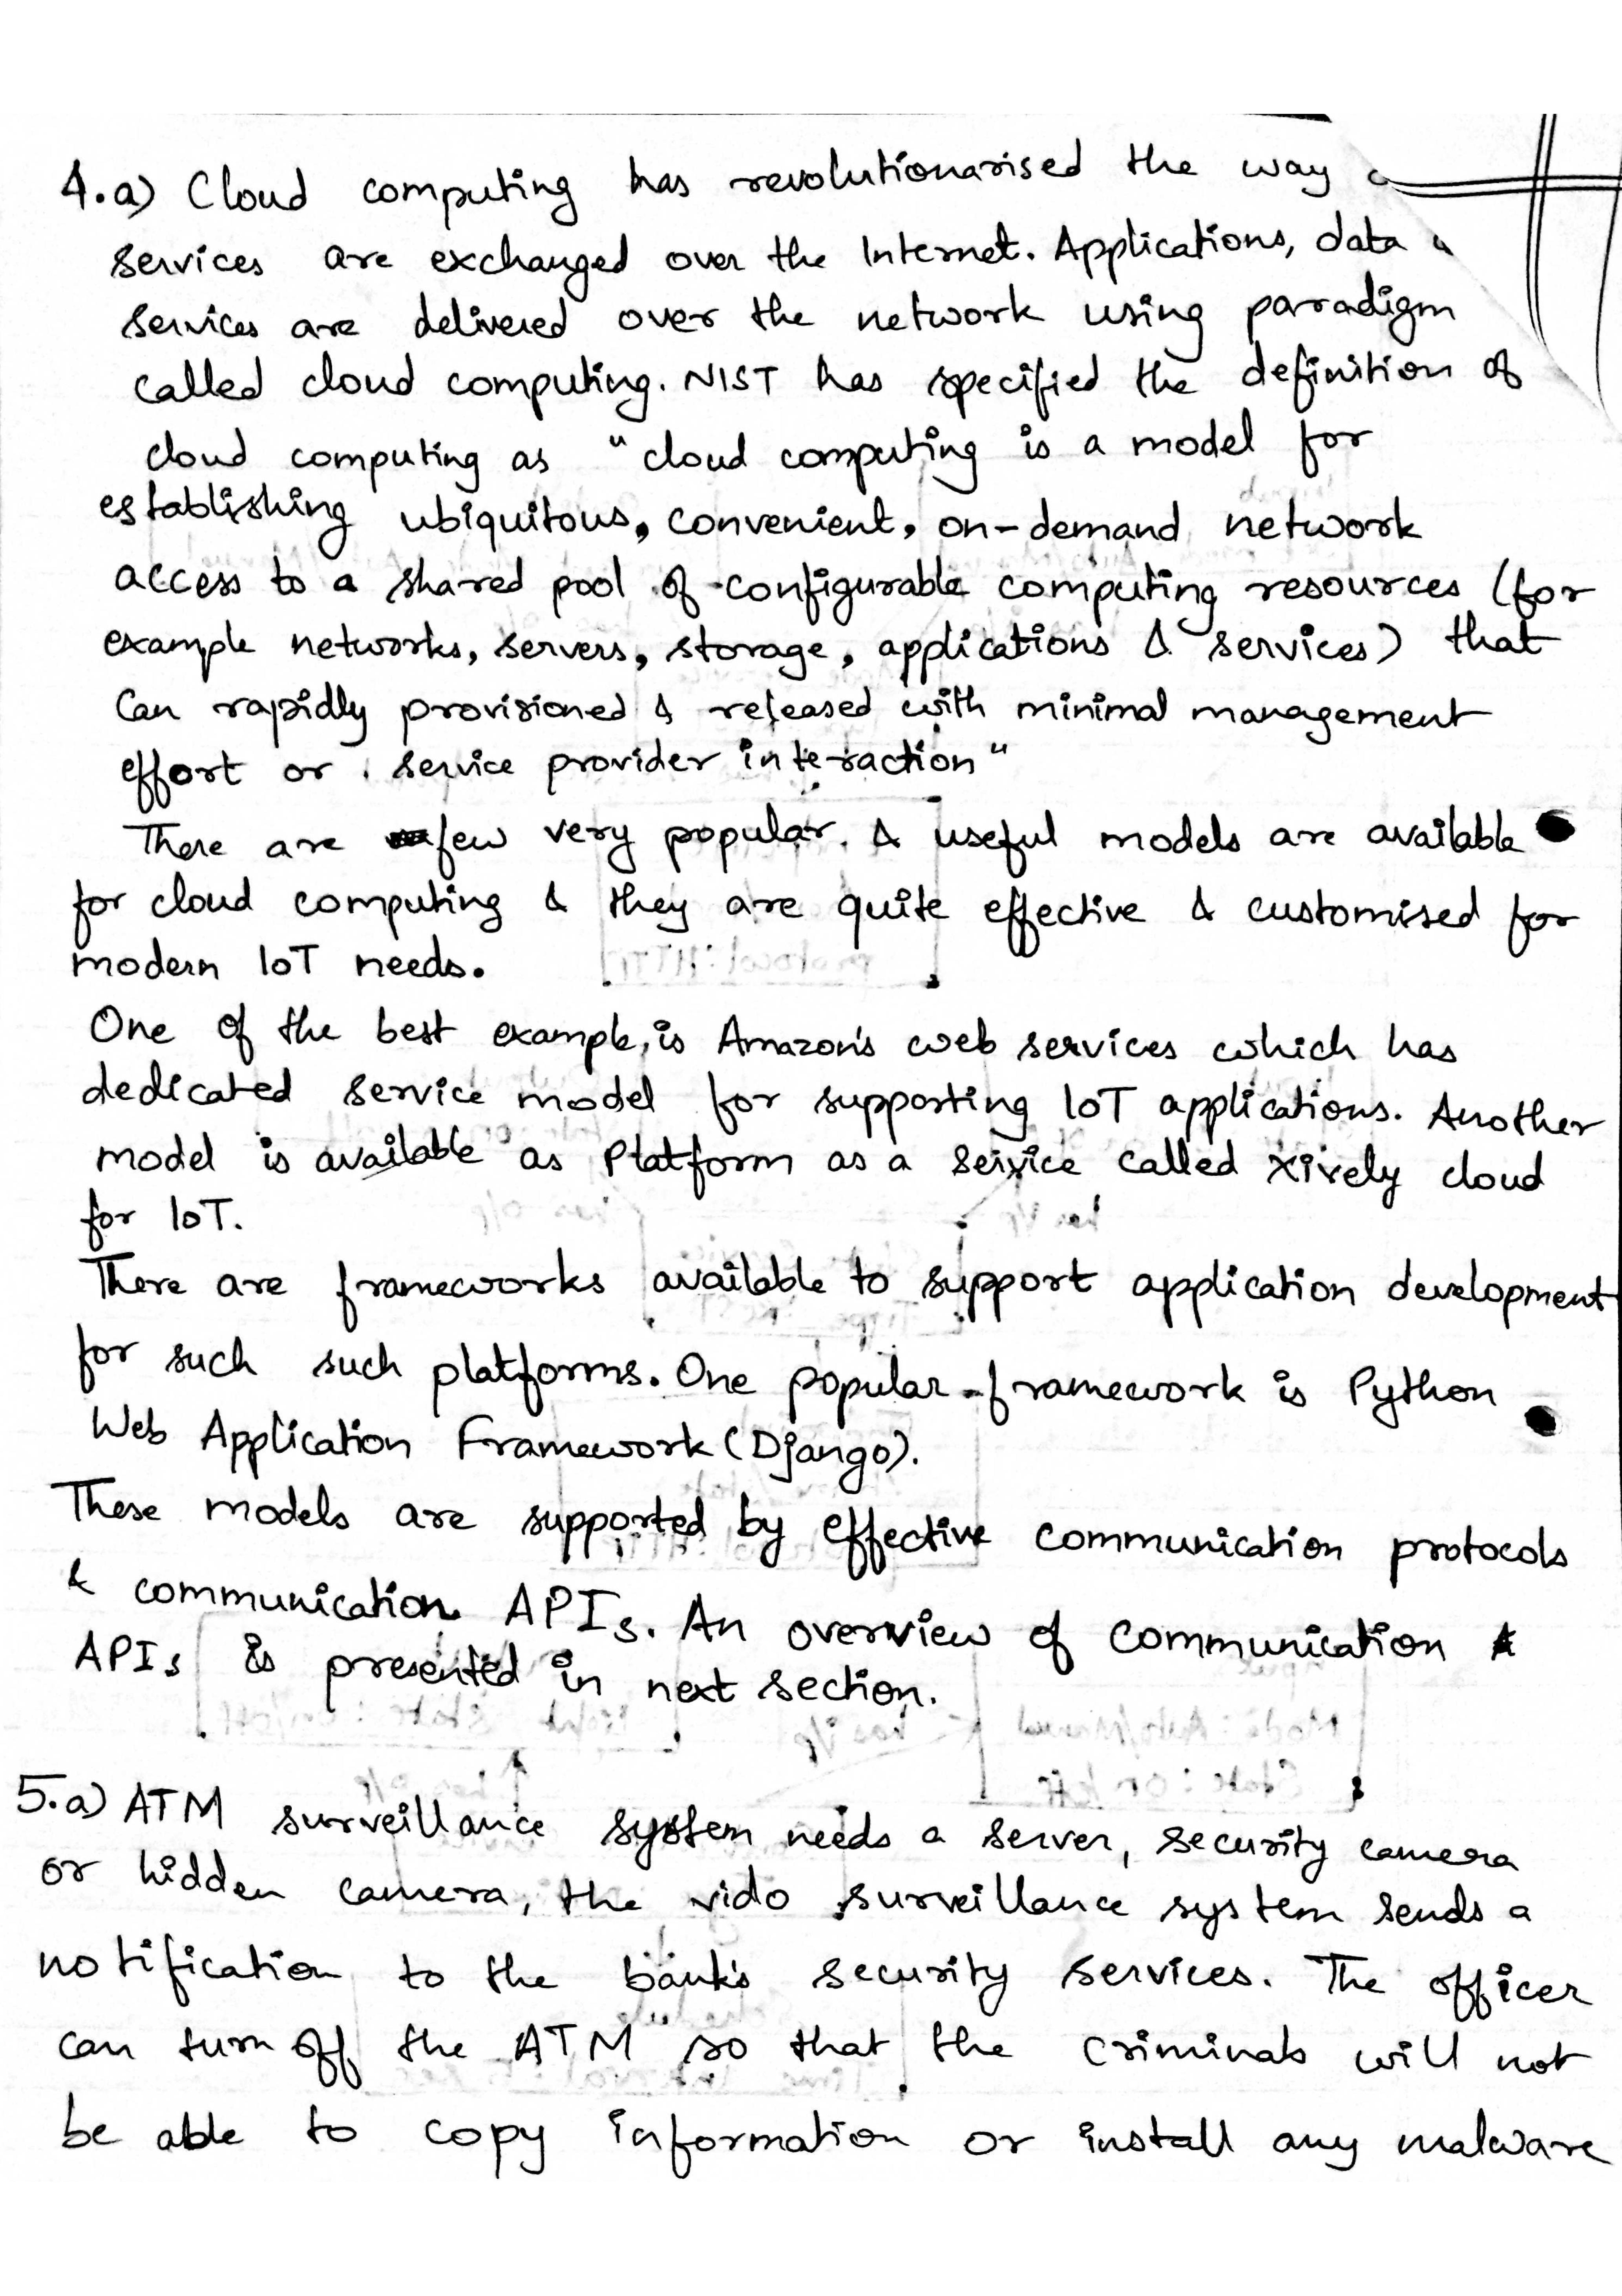 4.a) Cloud computing has revolutionarised the way
services are exchanged over the Internet. Applications, data
services are delivered over the network using paradigm
called cloud computing. NIST has specified the definition of
cloud computing as "cloud computing is a model for
establishing ubiquitous, convenient, on-demand network
access to a shared pool of configurable computing resources (for
example networks, servers, storage, applications & services) that
can rapidly provisioned & released with minimal management
effort or service provider interaction"
There are few very popular & useful models are available
for cloud computing & they are quite effective & customised for
modern IoT needs.
One of the best example, is Amazon's web services which has
dedicated service model for supporting IoT applications. Another
model is available as Platform as a service called xively cloud
for IoT.
There are frameworks available to support application development
for such such platforms. One popular framework is Python
Web Application Framework (Django).
These models are supported by effective communication protocols
& communication APIs. An overview of communication
APIs is presented in next section.
5.a) ATM surveillance system needs a server, security camera
or hidden camera, the vido surveillance system sends a
notification to the bank's security services. The officer
can turn off the ATM so that the criminals will not
be able to copy information or install any malware